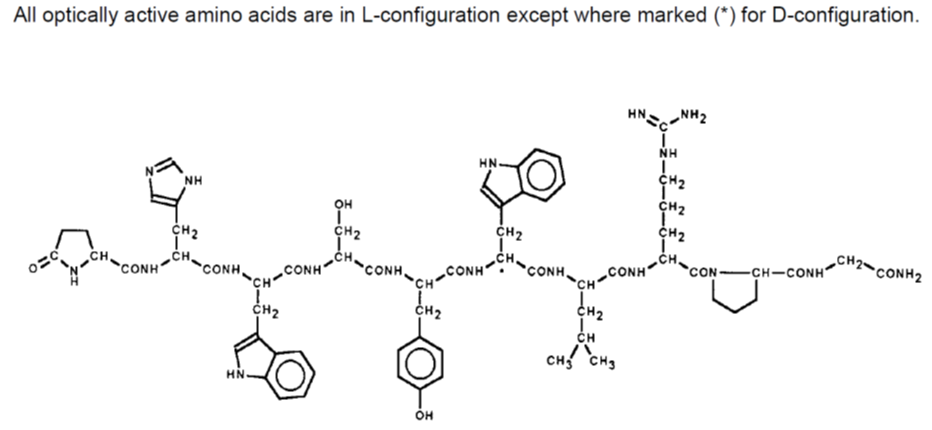 All optically active amino acids are in L-configuration except where marked (*) for D-configuration.
HN NH2
C
NH
HN
N NH CH2
OH CH2
CH2 CH2 CH2 CH2
C CH CH CH CH CH CH2
O N CONH CONH CONH CONH CONH * CONH CONH CON CH CONH CONH2
H CH CH CH
CH2 CH2 CH2
CH
CH3 CH3
HN
OH